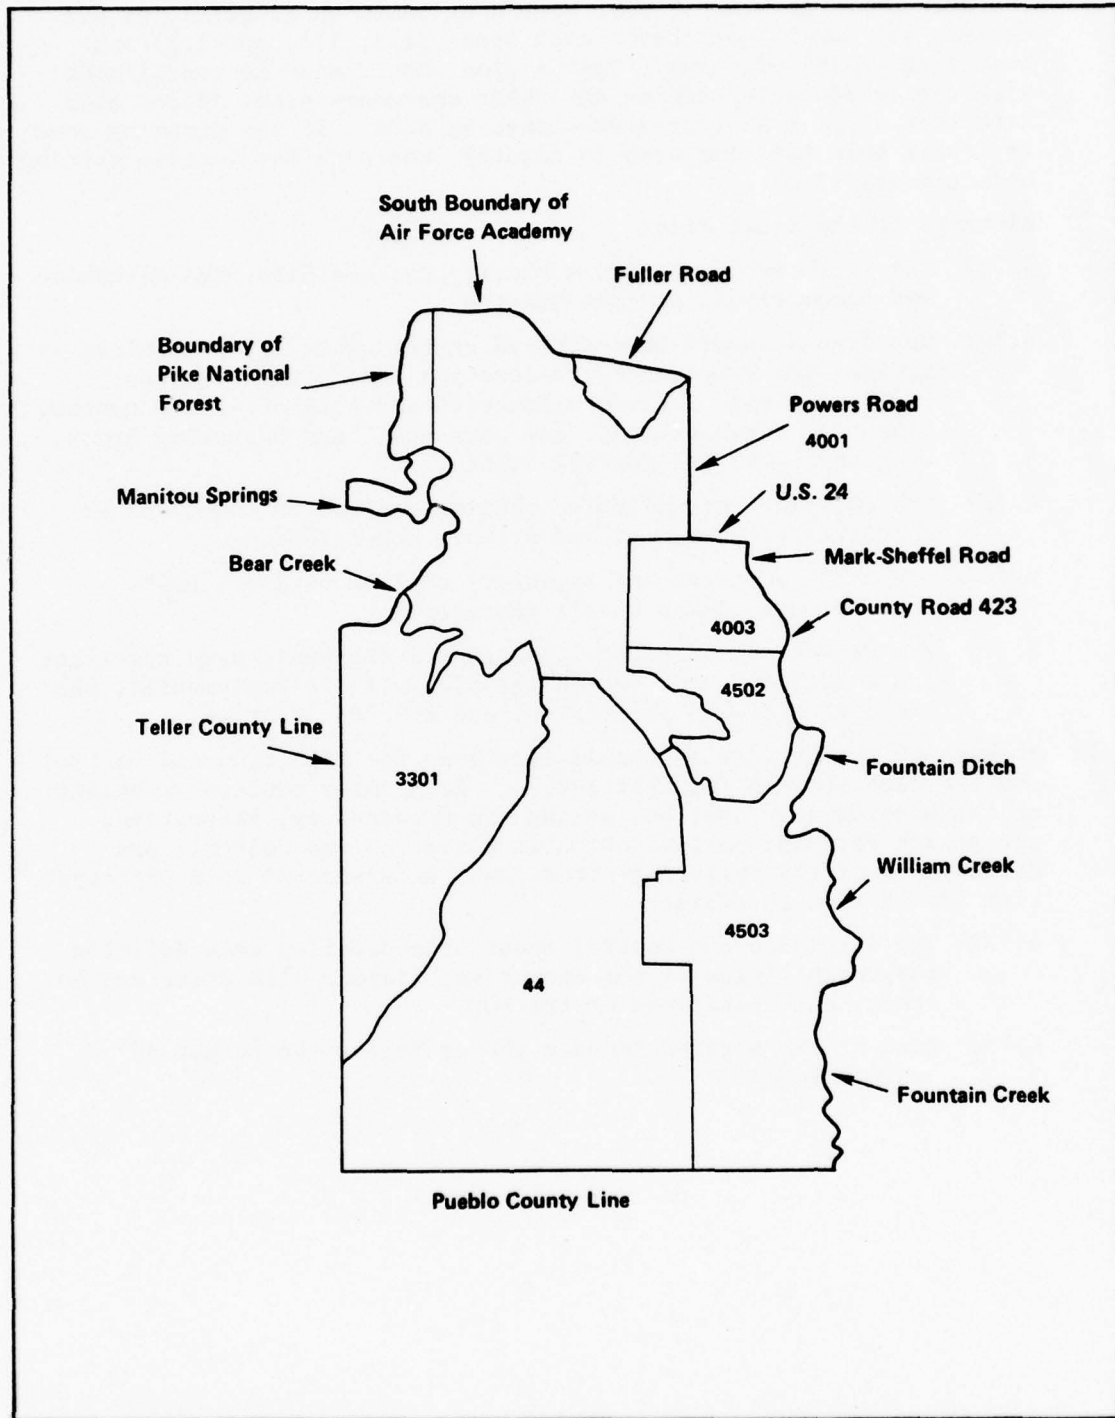 South Boundary of
Air Force Academy
Fuller Road
Boundary of
Pike National
Forest
Powers Road
4001
U.S. 24
Manitou Springs
Mark-Sheffel Road
Bear Creek
County Road 423
4003
4502
Teller County Line
3301
Fountain Ditch
William Creek
4503
44
Fountain Creek
Pueblo County Line